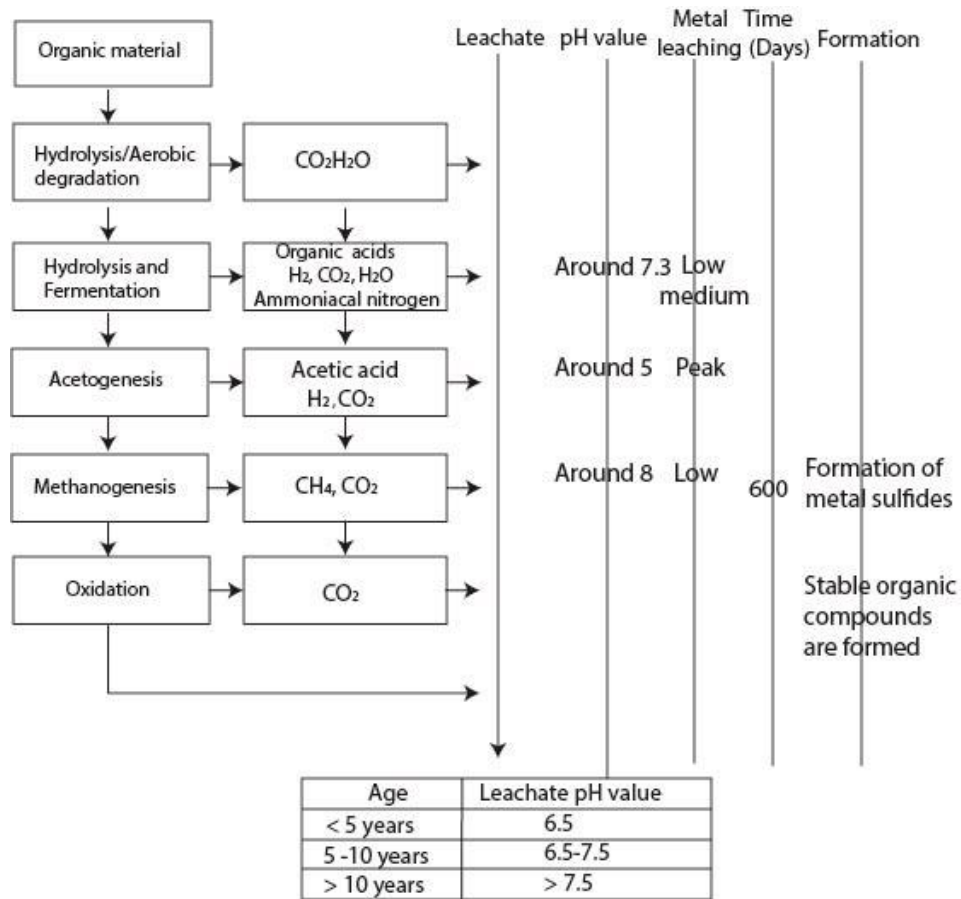 Organic material
Leachate
pH value
Metal
leaching
Time
(Days)
Formation
Hydrolysis/Aerobic
degradation
CO₂H₂O
Hydrolysis and
Fermentation
Organic acids
H₂, CO₂, H₂O
Ammoniacal nitrogen
Around 7.3
Low
medium
Acetogenesis
Acetic acid
H₂, CO₂
Around 5
Peak
Methanogenesis
CH₄, CO₂
Around 8
Low
600
Formation of
metal sulfides
Oxidation
CO₂
Stable organic
compounds
are formed
Age Leachate pH value
< 5 years 6.5
5 -10 years 6.5-7.5
> 10 years > 7.5